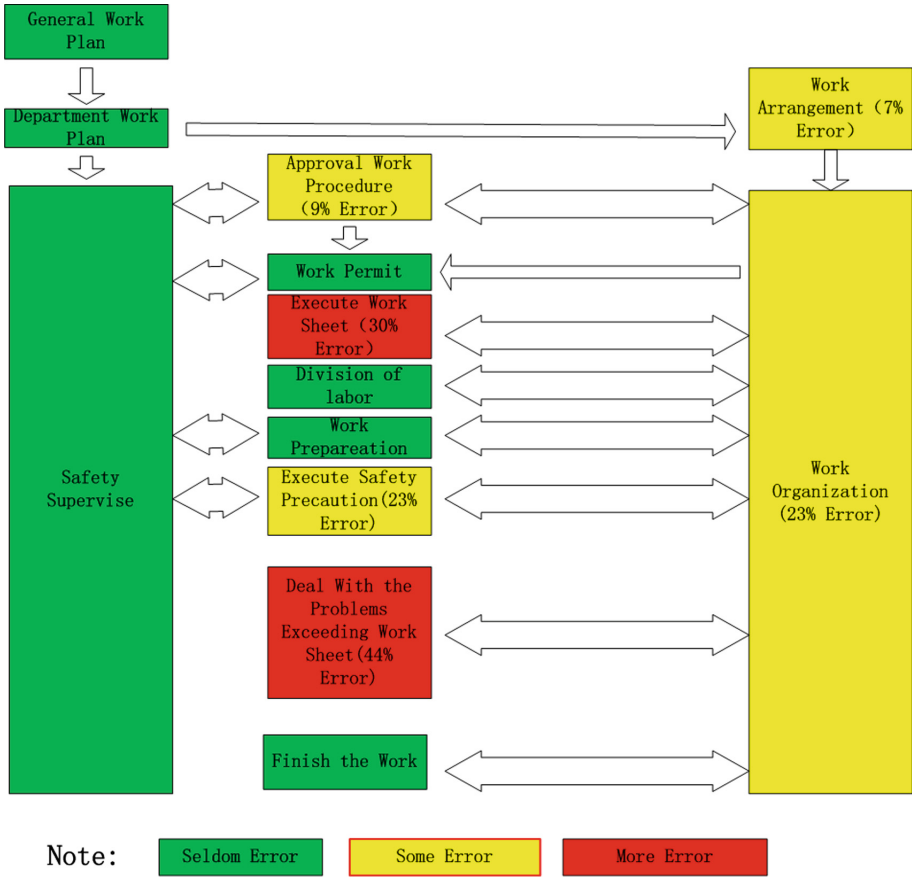 General Work
Plan
Department Work
Plan
Work
Arrangement (7%
Error)
Approval Work
Procedure
(9% Error)
Work Permit
Execute Work
Sheet (30%
Error)
Division of
labor
Work
Prepareation
Execute Safety
Precaution(23%
Error)
Safety
Supervise
Work
Organization
(23% Error)
Deal With the
Problems
Exceeding Work
Sheet(44%
Error)
Finish the Work
Note:
Seldom Error
Some Error
More Error